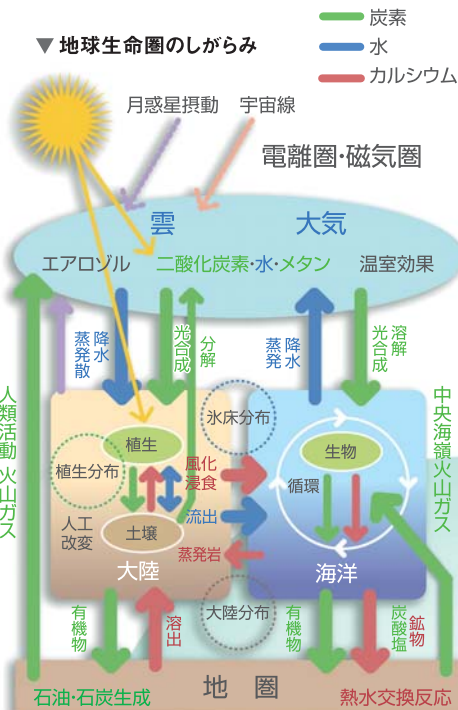 炭素
▼地球生命圏のしがらみ
水
カルシウム
月惑星摂動
宇宙線
電離圏・磁気圏
雲
大気
エアロゾル
二酸化炭素・水・メタン
温室効果
蒸発散
降水
光合成
分解
蒸発
降水
光合成
溶解
人類活動 火山ガス
中央海嶺火山ガス
氷床分布
植生
植生分布
風化
浸食
生物
循環
人工
改変
土壌
流出
蒸発岩
大陸
海洋
大陸分布
有機物
溶出
有機物
炭酸塩
鉱物
石油・石炭生成
地 圏
熱水交換反応